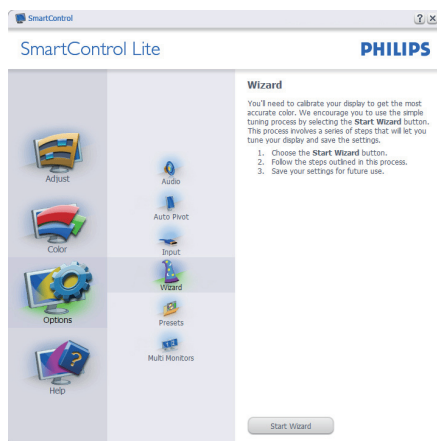 SmartControl
? x
SmartControl Lite
PHILIPS
Adjust
Color
Options
Help
Audio
Auto Pivot
Input
Wizard
Presets
Multi Monitors
Wizard
You'll need to calibrate your display to get the most
accurate color. We encourage you to use the simple
tuning process by selecting the Start Wizard button.
This process involves a series of steps that will let you
tune your display and save the settings.
1. Choose the Start Wizard button.
2. Follow the steps outlined in this process.
3. Save your settings for future use.
Start Wizard